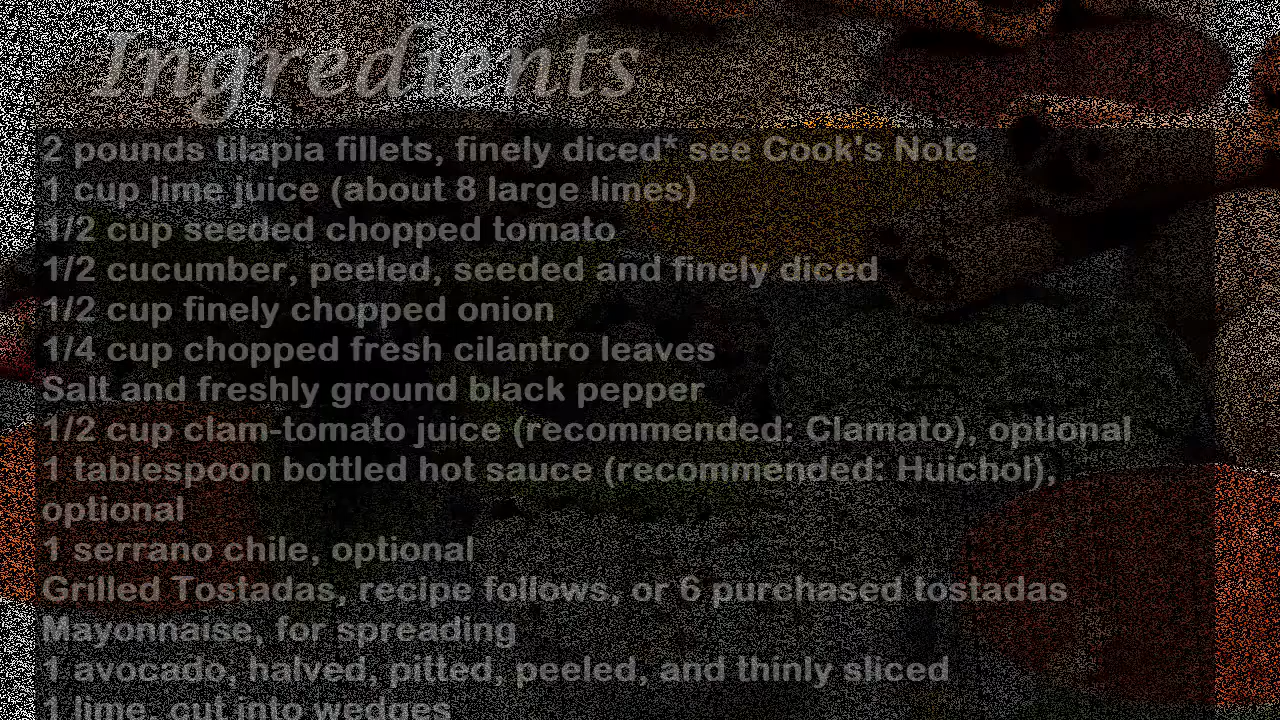 Ingredients
2 pounds tilapia fillets, finely diced* see Cook's Note
1 cup lime juice (about 8 large limes)
1/2 cup seeded chopped tomato
1/2 cucumber, peeled, seeded and finely diced
1/2 cup finely chopped onion
1/4 cup chopped fresh cilantro leaves
Salt and freshly ground black pepper
1/2 cup clam-tomato juice (recommended: Clamato), optional
1 tablespoon bottled hot sauce (recommended: Huichol),
optional
1 serrano chile, optional
Grilled Tostadas, recipe follows, or 6 purchased tostadas
Mayonnaise, for spreading
1 avocado, halved, pitted, peeled, and thinly sliced
1 lime, cut into wedges